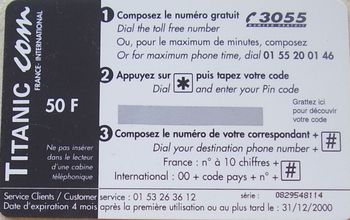 TITANIC com
FRANCE- INTERNATIONAL
50 F
Ne pas insérer
dans le lecteur
d'une cabine
téléphonique
1 Composez le numéro gratuit 3055
NUMERO GRATUIT
Dial the toll free number
Ou, pour le maximum de minutes, composez
Or for maximum phone time, dial 01 55 20 01 46
2 Appuyez sur * puis tapez votre code
Dial * and enter your Pin code
Grattez ici
pour découvrir
votre code
3 Composez le numéro de votre correspondant + #
Dial your destination phone number + #
France : n° à 10 chiffres + #
International : 00 + code pays + n° + #
Service Clients / Customer service : 01 53 26 36 12 série : 0829548114
Date d'expiration 4 mois après la première utilisation ou au plus tard le : 31/12/2000